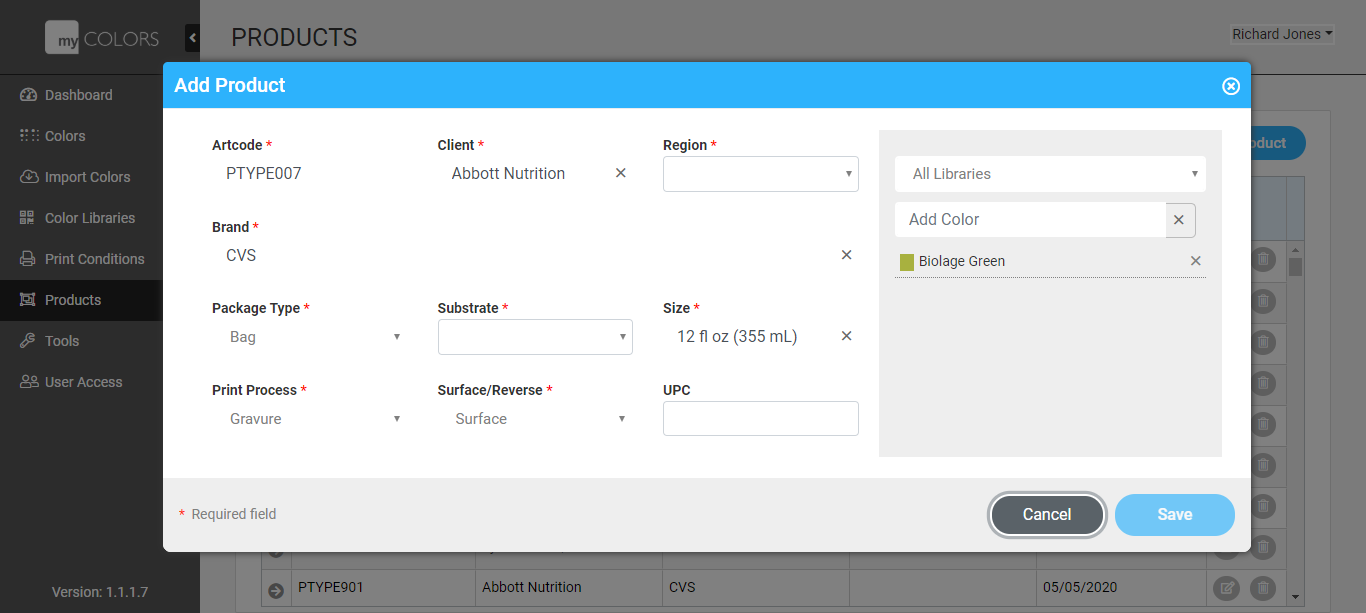 my COLORS
PRODUCTS
Richard Jones
Add Product
Dashboard
Colors
Import Colors
Color Libraries
Print Conditions
Products
Tools
User Access
Version: 1.1.1.7
Artcode *
PTYPE007
Client *
Abbott Nutrition
Region *
Brand *
CVS
Package Type *
Bag
Substrate *
Size *
12 fl oz (355 mL)
Print Process *
Gravure
Surface/Reverse *
Surface
UPC
All Libraries
Add Color
Biolage Green
* Required field
Cancel
Save
PTYPE901 Abbott Nutrition CVS 05/05/2020